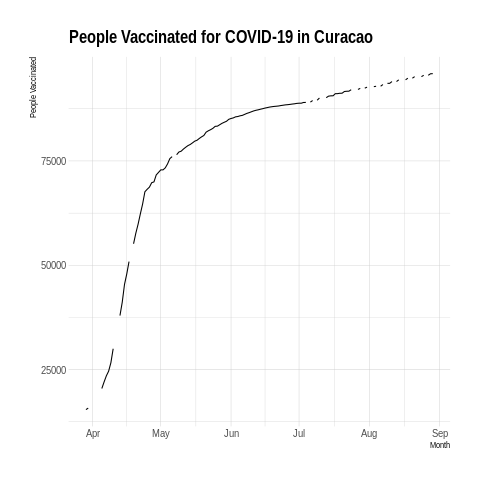 People Vaccinated for COVID-19 in Curacao
People Vaccinated
75000
50000
25000
Apr May Jun Jul Aug Sep
Month